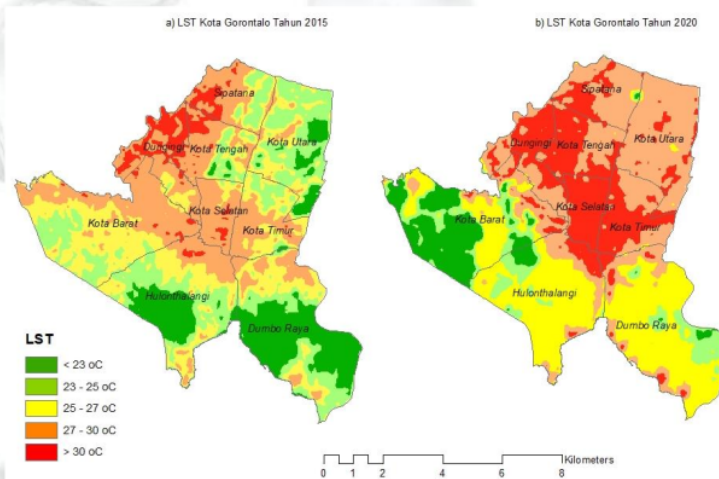 a) LST Kota Gorontalo Tahun 2015
b) LST Kota Gorontalo Tahun 2020
Sipatana
Dungingi
Kota Tengah
Kota Utara
Kota Selatan
Kota Barat
Kota Timur
Hulonthalangi
Dumbo Raya
Sipatana
Dungingi
Kota Tengah
Kota Utara
Kota Selatan
Kota Barat
Kota Timur
Hulonthalangi
Dumbo Raya
LST
< 23 oC
23 - 25 oC
25 - 27 oC
27 - 30 oC
> 30 oC
Kilometers
0 1 2 4 6 8